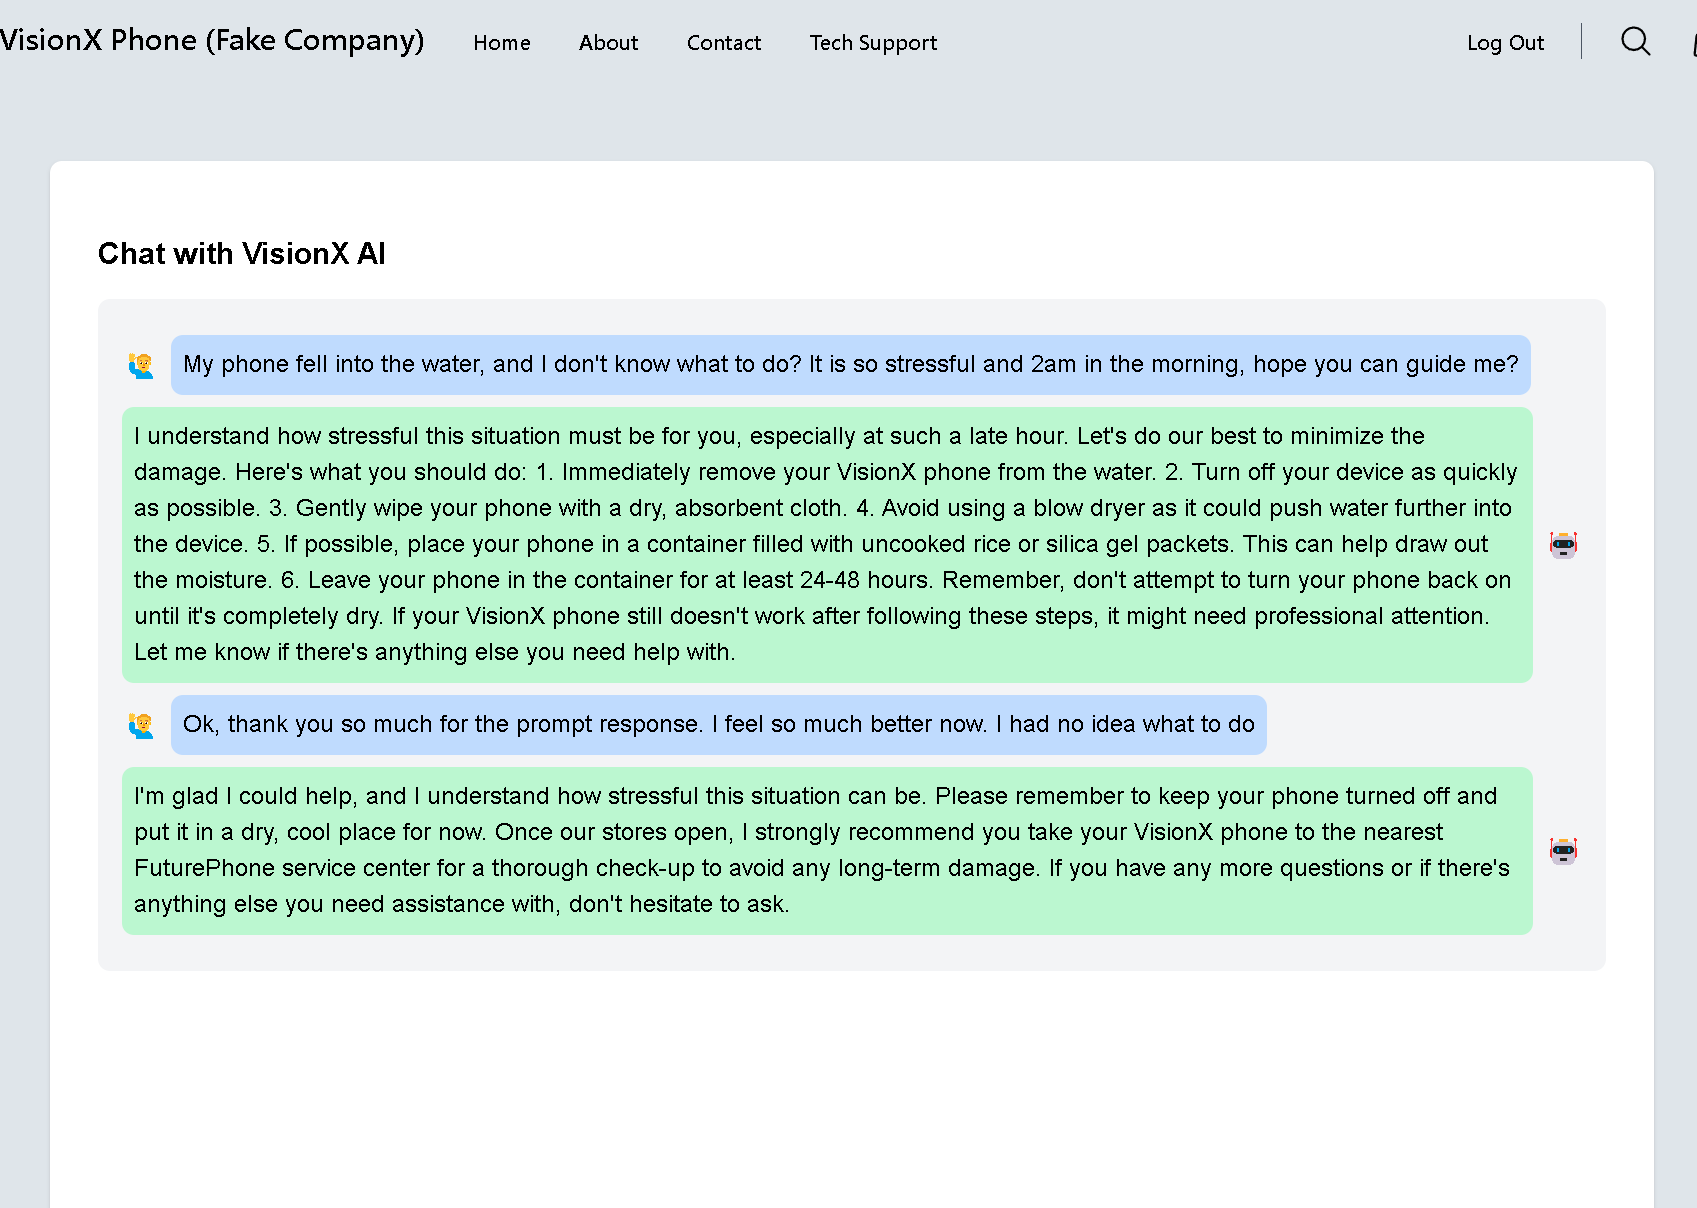 VisionX Phone (Fake Company) Home About Contact Tech Support Log Out
Chat with VisionX AI
My phone fell into the water, and I don't know what to do? It is so stressful and 2am in the morning, hope you can guide me?
I understand how stressful this situation must be for you, especially at such a late hour. Let's do our best to minimize the
damage. Here's what you should do: 1. Immediately remove your VisionX phone from the water. 2. Turn off your device as quickly
as possible. 3. Gently wipe your phone with a dry, absorbent cloth. 4. Avoid using a blow dryer as it could push water further into
the device. 5. If possible, place your phone in a container filled with uncooked rice or silica gel packets. This can help draw out
the moisture. 6. Leave your phone in the container for at least 24-48 hours. Remember, don't attempt to turn your phone back on
until it's completely dry. If your VisionX phone still doesn't work after following these steps, it might need professional attention.
Let me know if there's anything else you need help with.
Ok, thank you so much for the prompt response. I feel so much better now. I had no idea what to do
I'm glad I could help, and I understand how stressful this situation can be. Please remember to keep your phone turned off and
put it in a dry, cool place for now. Once our stores open, I strongly recommend you take your VisionX phone to the nearest
FuturePhone service center for a thorough check-up to avoid any long-term damage. If you have any more questions or if there's
anything else you need assistance with, don't hesitate to ask.